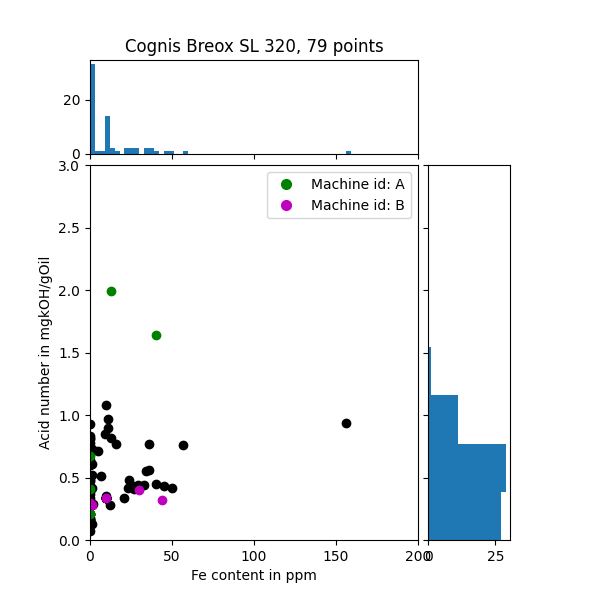 Cognis Breox SL 320, 79 points
20
0
3.0
2.5
2.0
1.5
1.0
0.5
0.0
Acid number in mgkOH/gOil
Machine id: A
Machine id: B
0 50 100 150 200
0 25
Fe content in ppm